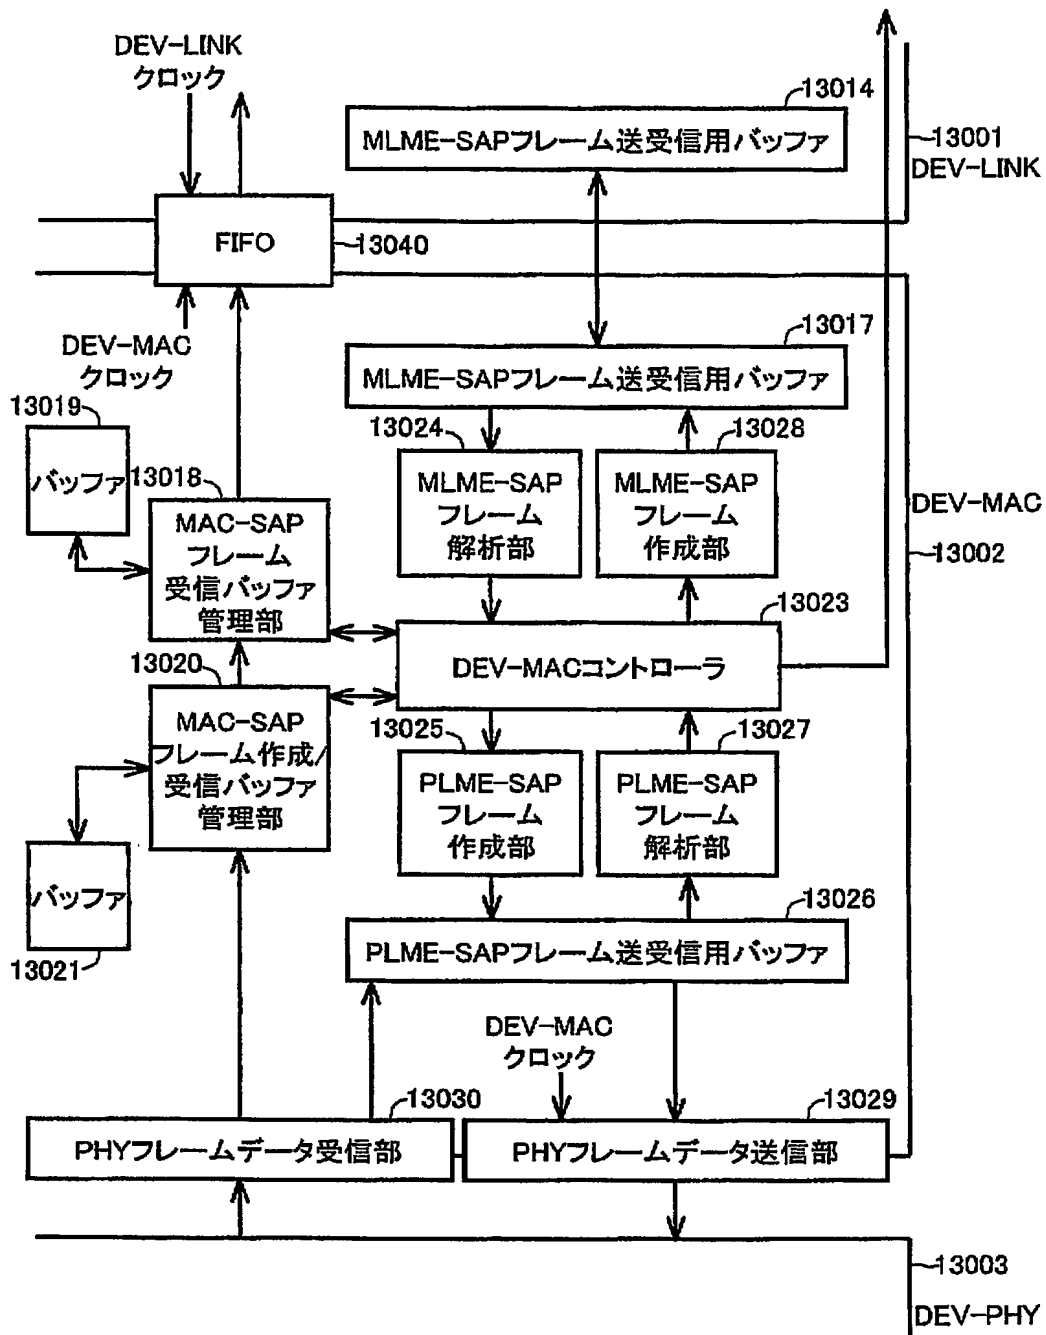 DEV-LINK
クロック
13014
MLME-SAPフレーム送受信用バッファ
13001
DEV-LINK
FIFO
13040
DEV-MAC
クロック
13017
MLME-SAPフレーム送受信用バッファ
13019
バッファ
13018
MAC-SAP
フレーム
受信バッファ
管理部
13024
MLME-SAP
フレーム
解析部
13028
MLME-SAP
フレーム
作成部
DEV-MAC
13002
13023
DEV-MACコントローラ
13020
MAC-SAP
フレーム作成/
受信バッファ
管理部
13025
PLME-SAP
フレーム
作成部
13027
PLME-SAP
フレーム
解析部
バッファ
13021
13026
PLME-SAPフレーム送受信用バッファ
DEV-MAC
クロック
13030
PHYフレームデータ受信部
13029
PHYフレームデータ送信部
13003
DEV-PHY